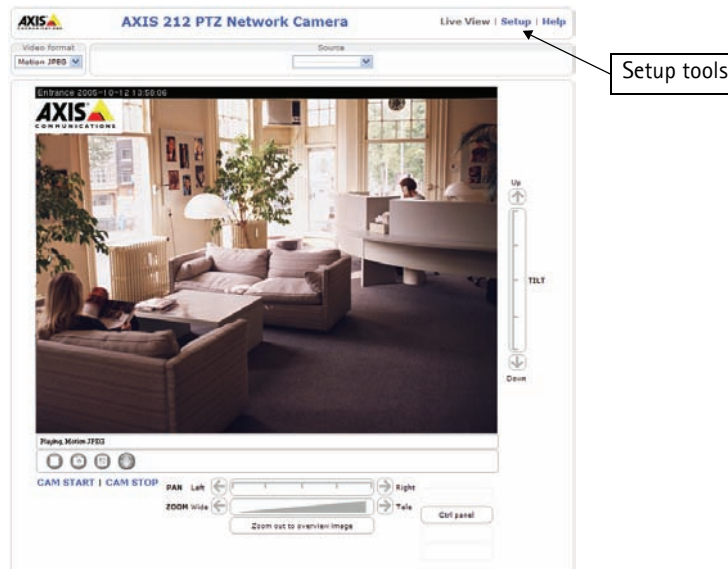 AXIS COMMUNICATIONS
AXIS 212 PTZ Network Camera
Live View | Setup | Help
Video format
Source
Motion JPEG
Setup tools
Entrance 2005-10-12 13:58:06
AXIS
COMMUNICATIONS
Up
TILT
Down
Playing, Motion JPEG
CAM START | CAM STOP
PAN Left Right
ZOOM Wide Tele
Ctrl panel
Zoom out to overview image